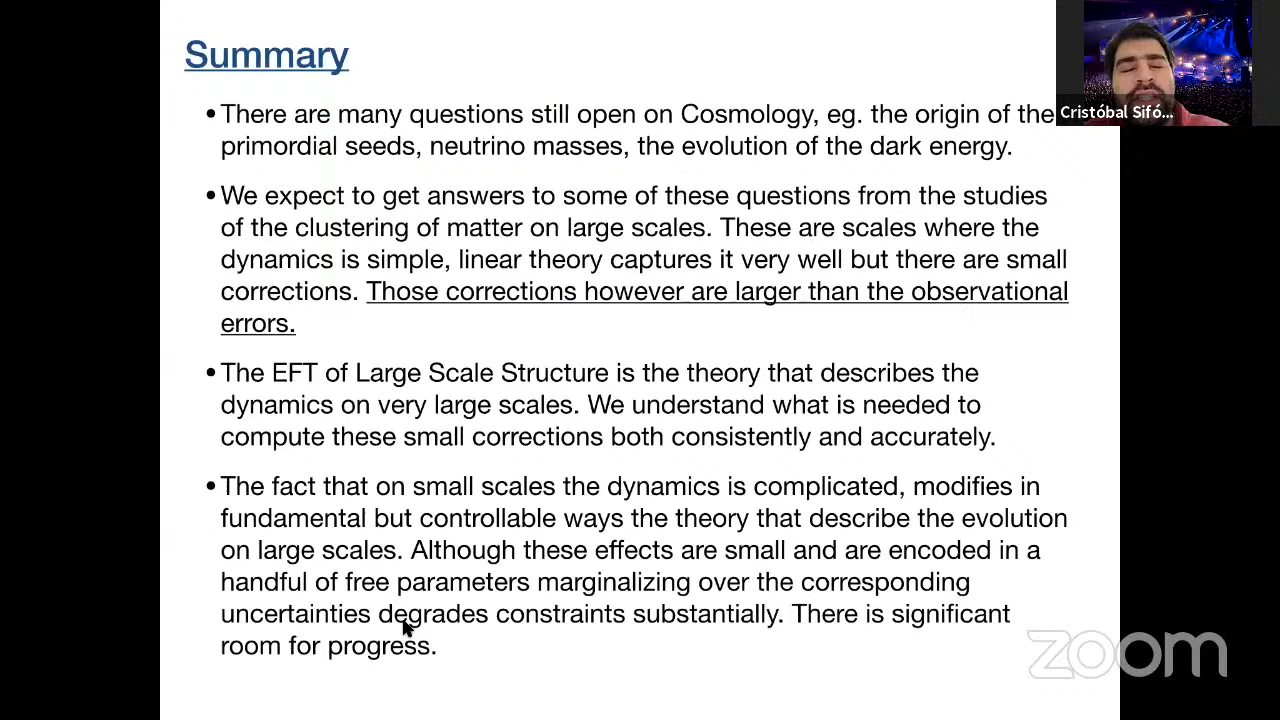 Summary
•There are many questions still open on Cosmology, eg. the origin of the
primordial seeds, neutrino masses, the evolution of the dark energy.
•We expect to get answers to some of these questions from the studies
of the clustering of matter on large scales. These are scales where the
dynamics is simple, linear theory captures it very well but there are small
corrections. Those corrections however are larger than the observational
errors.
•The EFT of Large Scale Structure is the theory that describes the
dynamics on very large scales. We understand what is needed to
compute these small corrections both consistently and accurately.
•The fact that on small scales the dynamics is complicated, modifies in
fundamental but controllable ways the theory that describe the evolution
on large scales. Although these effects are small and are encoded in a
handful of free parameters marginalizing over the corresponding
uncertainties degrades constraints substantially. There is significant
room for progress.
Cristóbal Sifó...
zoom